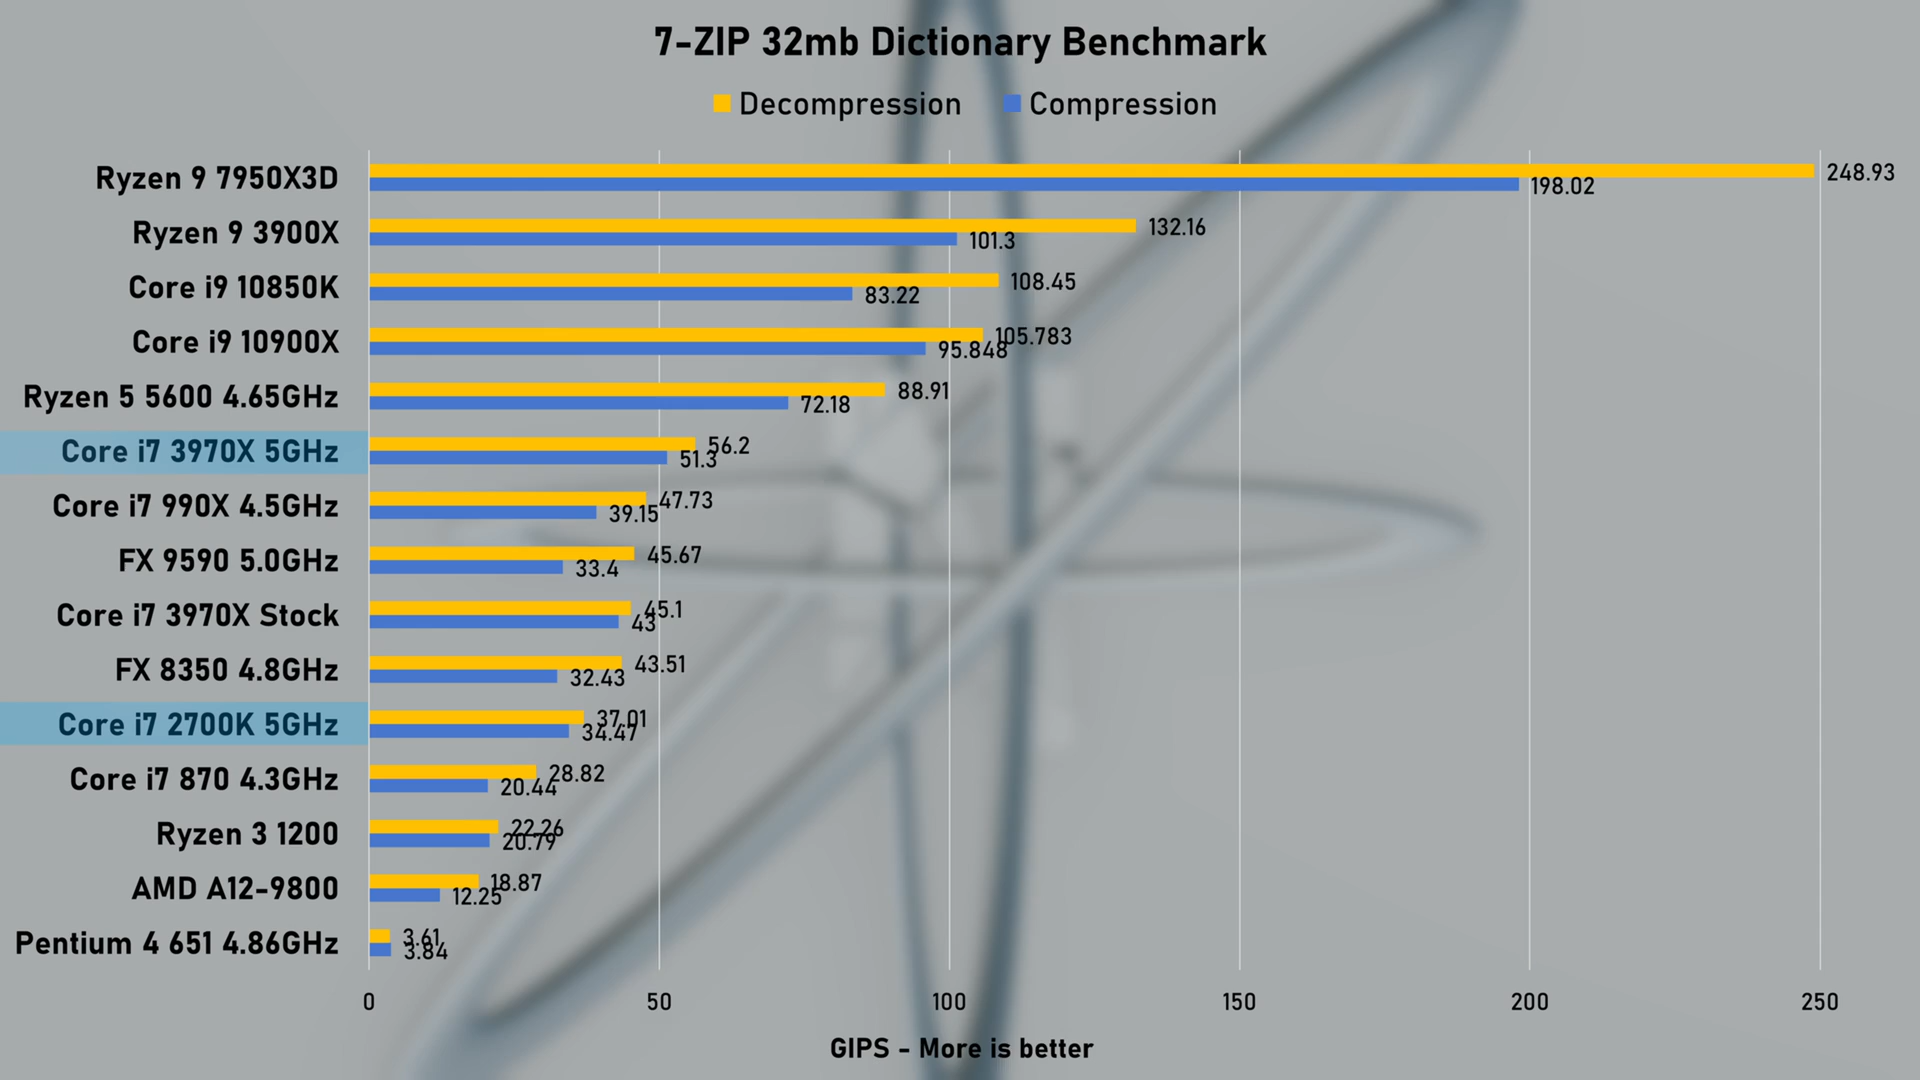 7-ZIP 32mb Dictionary Benchmark
Decompression Compression
Ryzen 9 7950X3D 248.93
198.02
Ryzen 9 3900X 132.16
101.3
Core i9 10850K 108.45
83.22
Core i9 10900X 105.783
95.848
Ryzen 5 5600 4.65GHz 88.91
72.18
Core i7 3970X 5GHz 56.2
51.3
Core i7 990X 4.5GHz 47.73
39.15
FX 9590 5.0GHz 45.67
33.4
Core i7 3970X Stock 45.1
43
FX 8350 4.8GHz 43.51
32.43
Core i7 2700K 5GHz 37.01
34.47
Core i7 870 4.3GHz 28.82
20.44
Ryzen 3 1200 22.26
20.79
AMD A12-9800 18.87
12.25
Pentium 4 651 4.86GHz 3.61
3.84
0 50 100 150 200 250
GIPS - More is better